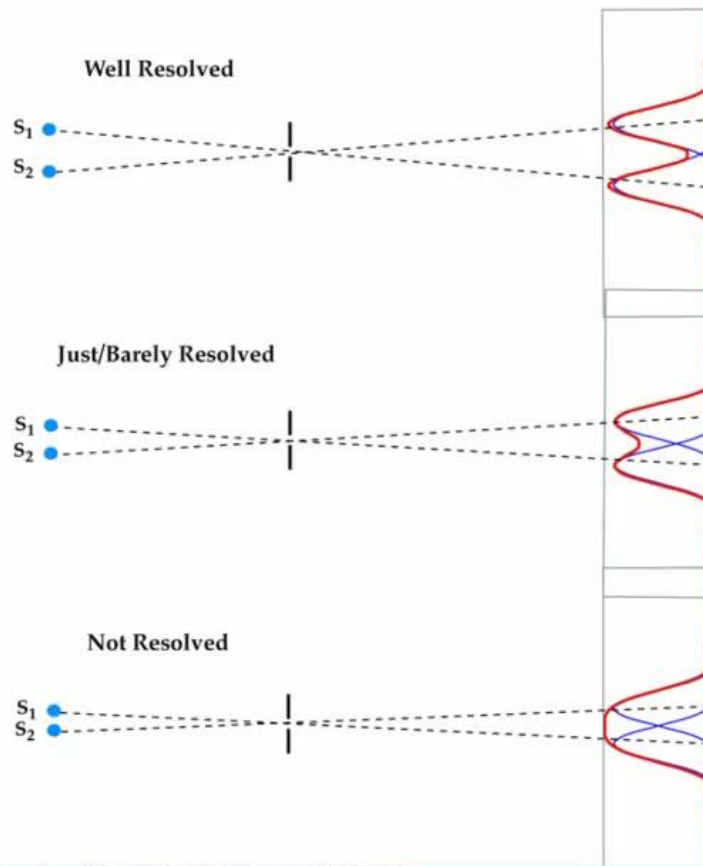 Well Resolved
S₁
S₂
Just/Barely Resolved
S₁
S₂
Not Resolved
S₁
S₂